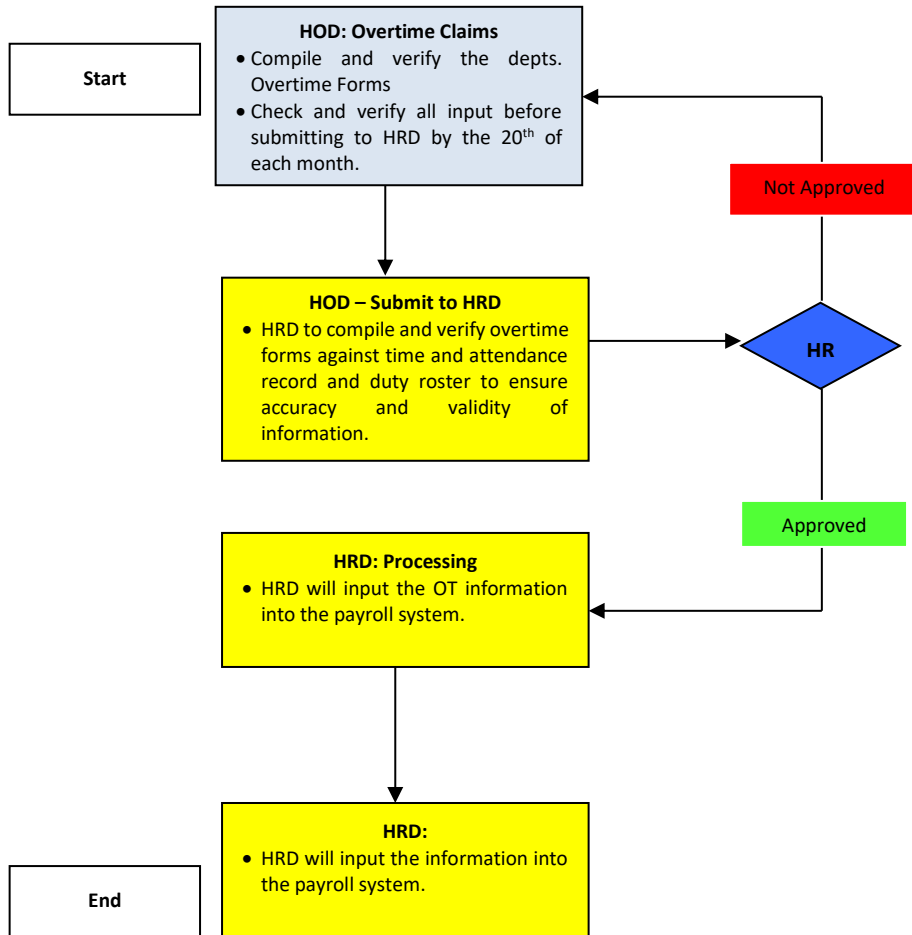 HOD: Overtime Claims
Start
• Compile and verify the depts.
Overtime Forms
• Check and verify all input before
submitting to HRD by the 20th of
each month.
Not Approved
HOD – Submit to HRD
• HRD to compile and verify overtime
forms against time and attendance
record and duty roster to ensure
accuracy and validity of
information.
HR
Approved
HRD: Processing
• HRD will input the OT information
into the payroll system.
HRD:
• HRD will input the information into
the payroll system.
End